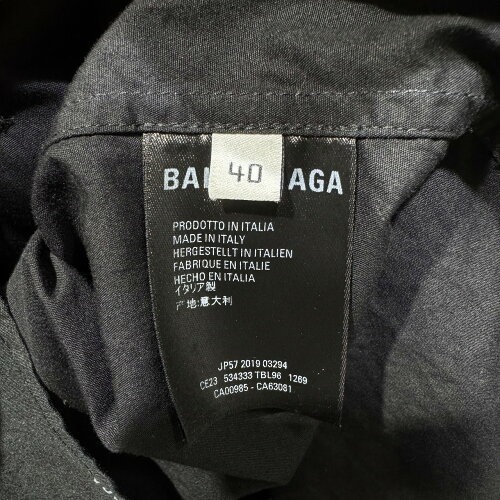 40
BAL AGA
PRODOTTO IN ITALIA
MADE IN ITALY
HERGESTELLT IN ITALIEN
FABRIQUE EN ITALIE
HECHO EN ITALIA
イタリア製
产地:意大利
JP57 2019 03294
CE23 534333 TBL96 1269
CA00985 - CA63081